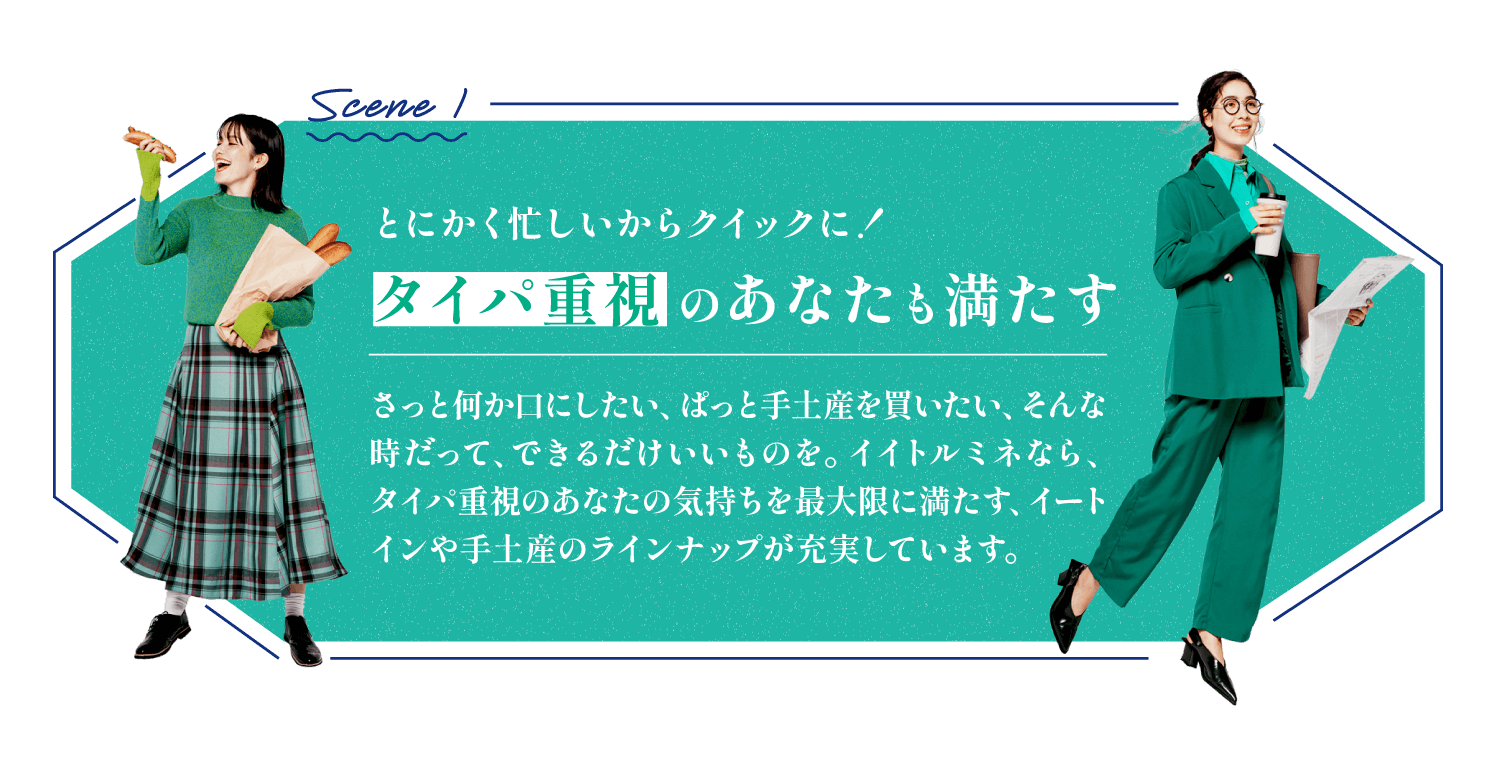 Scene 1
とにかく忙しいからクイックに！
タイパ重視のあなたも満たす
さっと何か口にしたい、ぱっと手土産を買いたい、そんな
時だって、できるだけいいものを。イイトルミネなら、
タイパ重視のあなたの気持ちを最大限に満たす、イート
インや手土産のラインナップが充実しています。